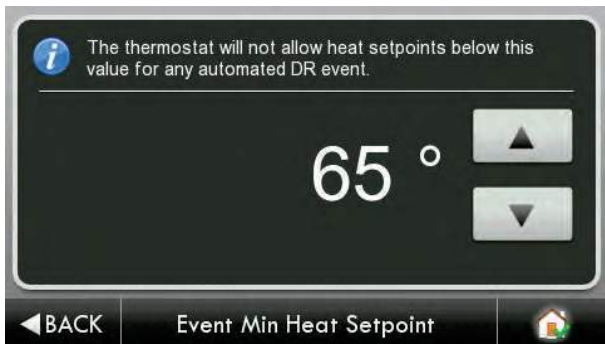 The thermostat will not allow heat setpoints below this
value for any automated DR event.
65 °
BACK
Event Min Heat Setpoint